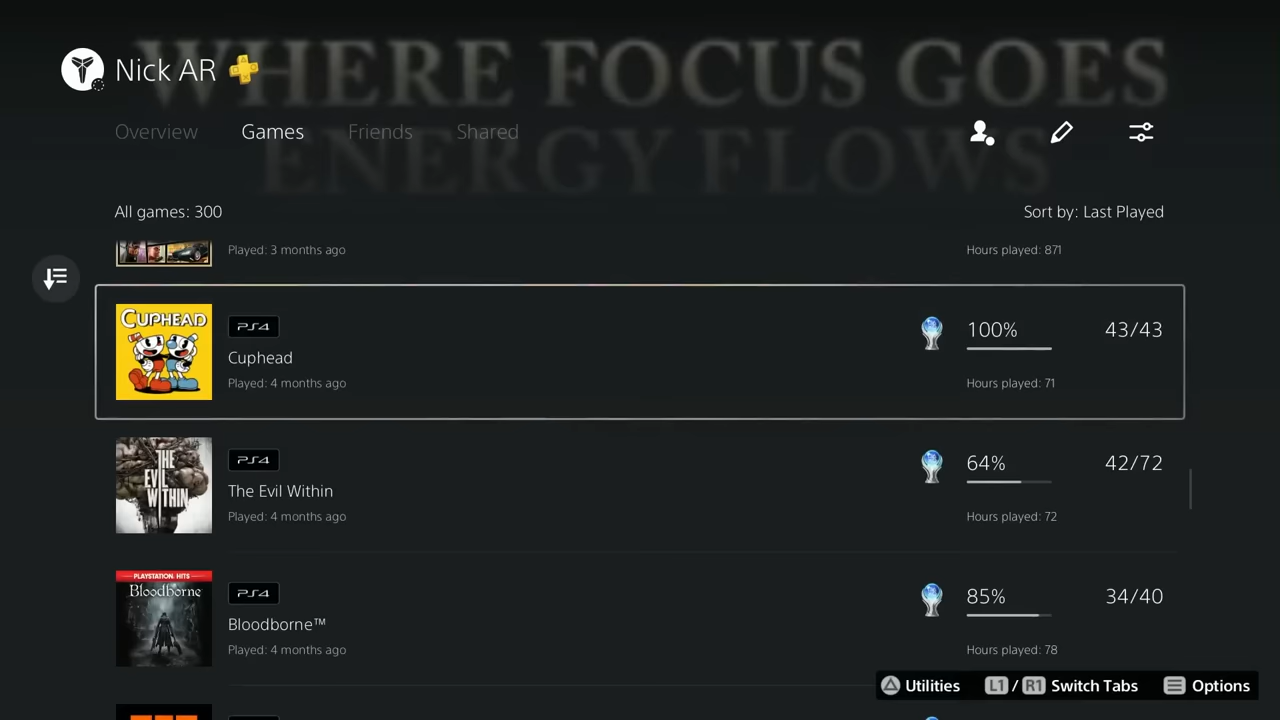 WHERE FOCUS GOES
ENERGY FLOWS
Nick AR
Overview Games Friends Shared
All games: 300
Sort by: Last Played
Played: 3 months ago
Hours played: 871
CUPHEAD
PS4
100%
43/43
Cuphead
Played: 4 months ago
Hours played: 71
THE EVIL WITHIN
PS4
64%
42/72
The Evil Within
Played: 4 months ago
Hours played: 72
PLAYSTATION HITS
Bloodborne
PS4
85%
34/40
Bloodborne™
Played: 4 months ago
Hours played: 78
Utilities L1 / R1 Switch Tabs Options